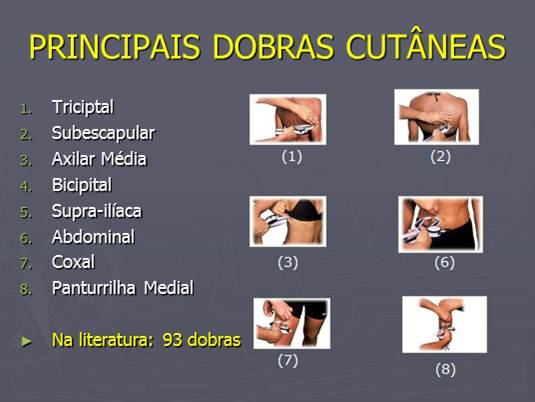 PRINCIPAIS DOBRAS CUTÂNEAS
1. Triciptal
2. Subescapular
3. Axilar Média
4. Bicipital
5. Supra-ilíaca
6. Abdominal
7. Coxal
8. Panturrilha Medial
► Na literatura: 93 dobras
(1)
(2)
(3)
(6)
(7)
(8)